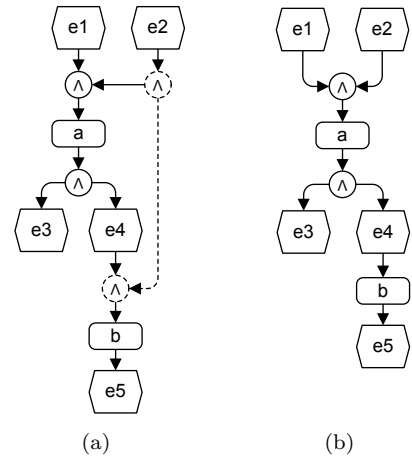 e1 e2 e1 e2
∧ ∧ ∧
a a
∧ ∧
e3 e4 e3 e4
∧ b
b e5
e5
(a) (b)